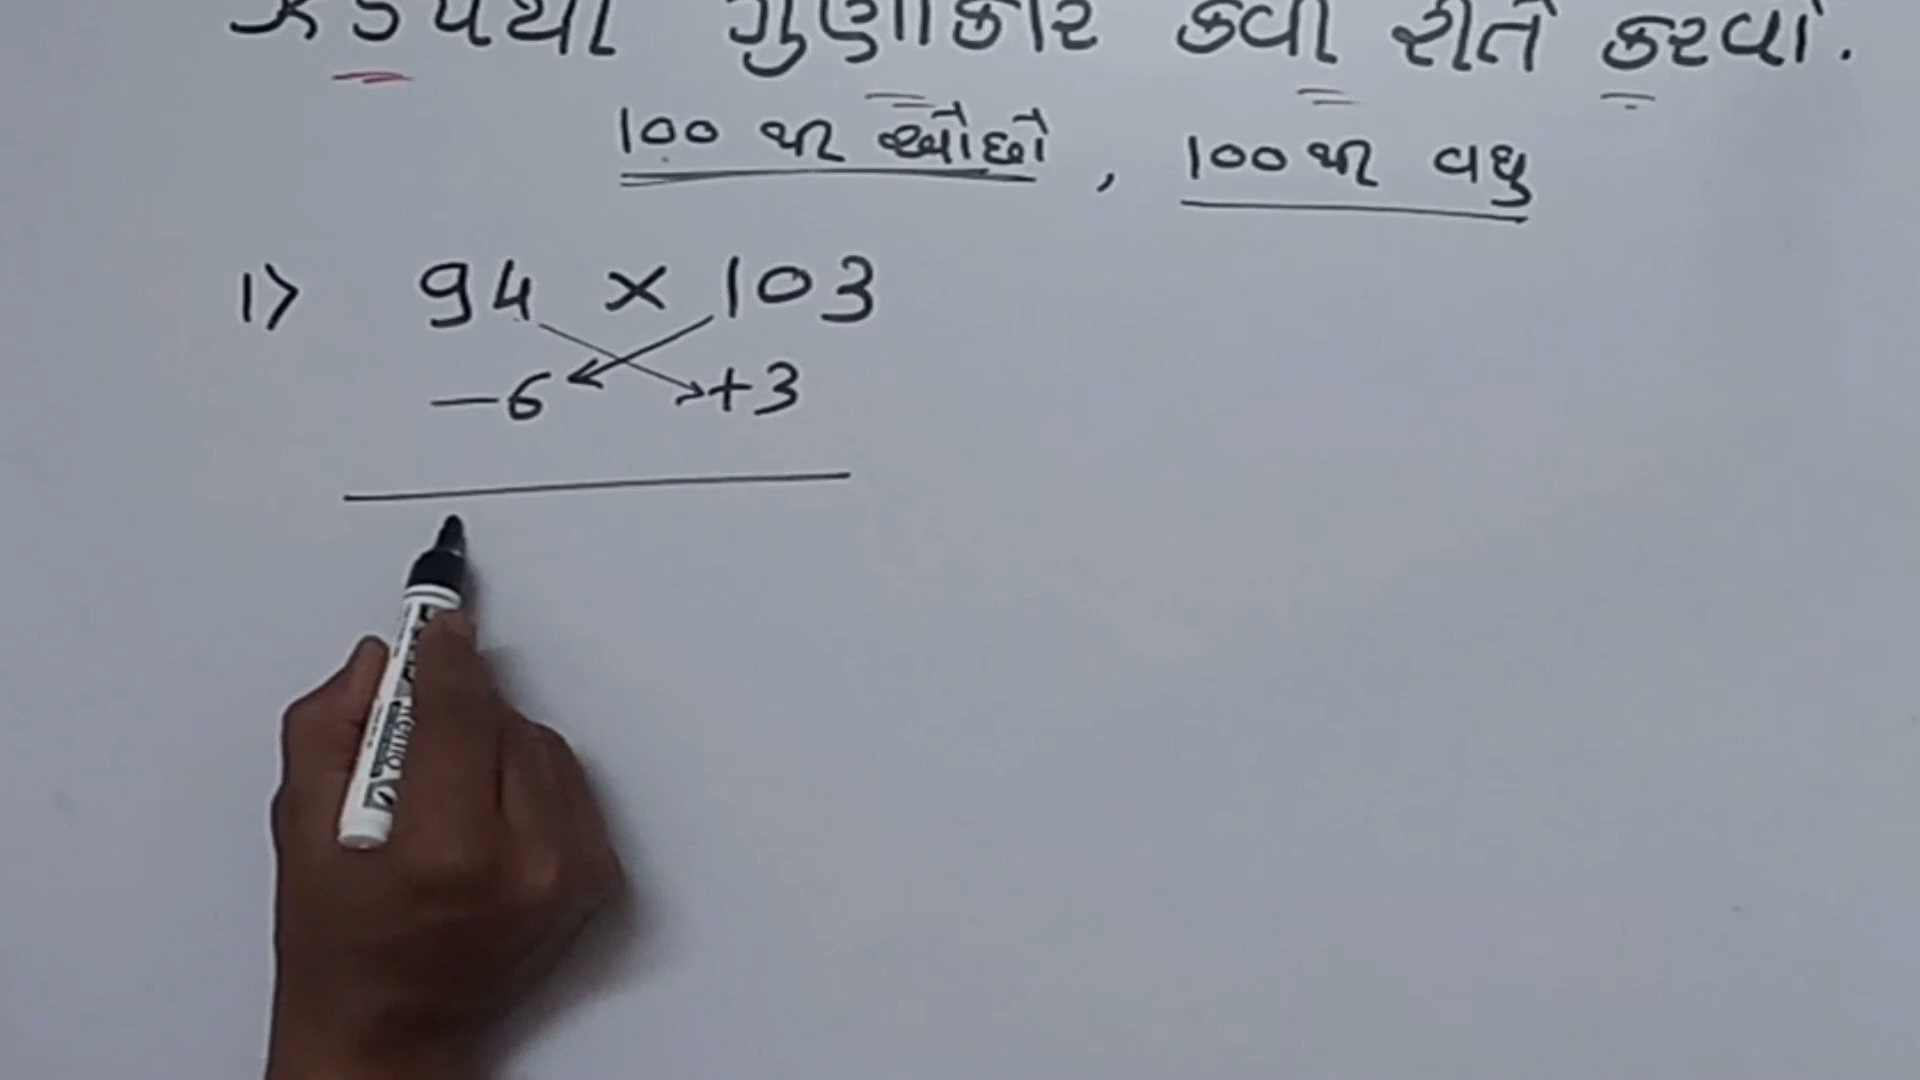 ઝડપથી ગુણાકાર કેવી રીતે કરવો.
100 થી ઓછો, 100 થી વધુ
1) 94 × 103
-6 +3